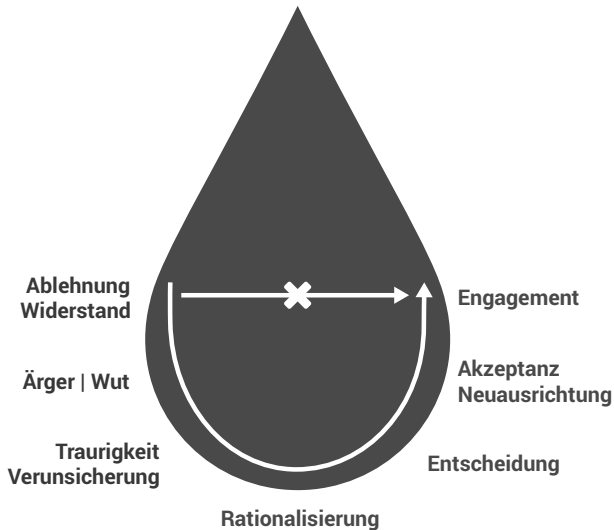 Ablehnung
Widerstand
Ärger | Wut
Traurigkeit
Verunsicherung
Rationalisierung
Entscheidung
Akzeptanz
Neuausrichtung
Engagement